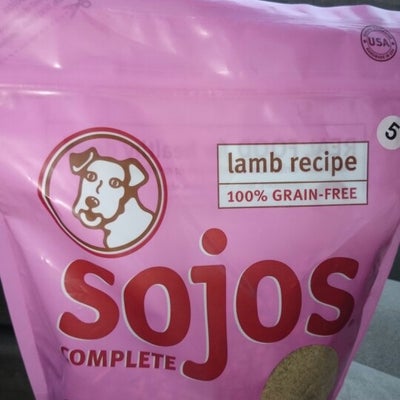 USA
5
lamb recipe
100% GRAIN-FREE
sojos
COMPLETE